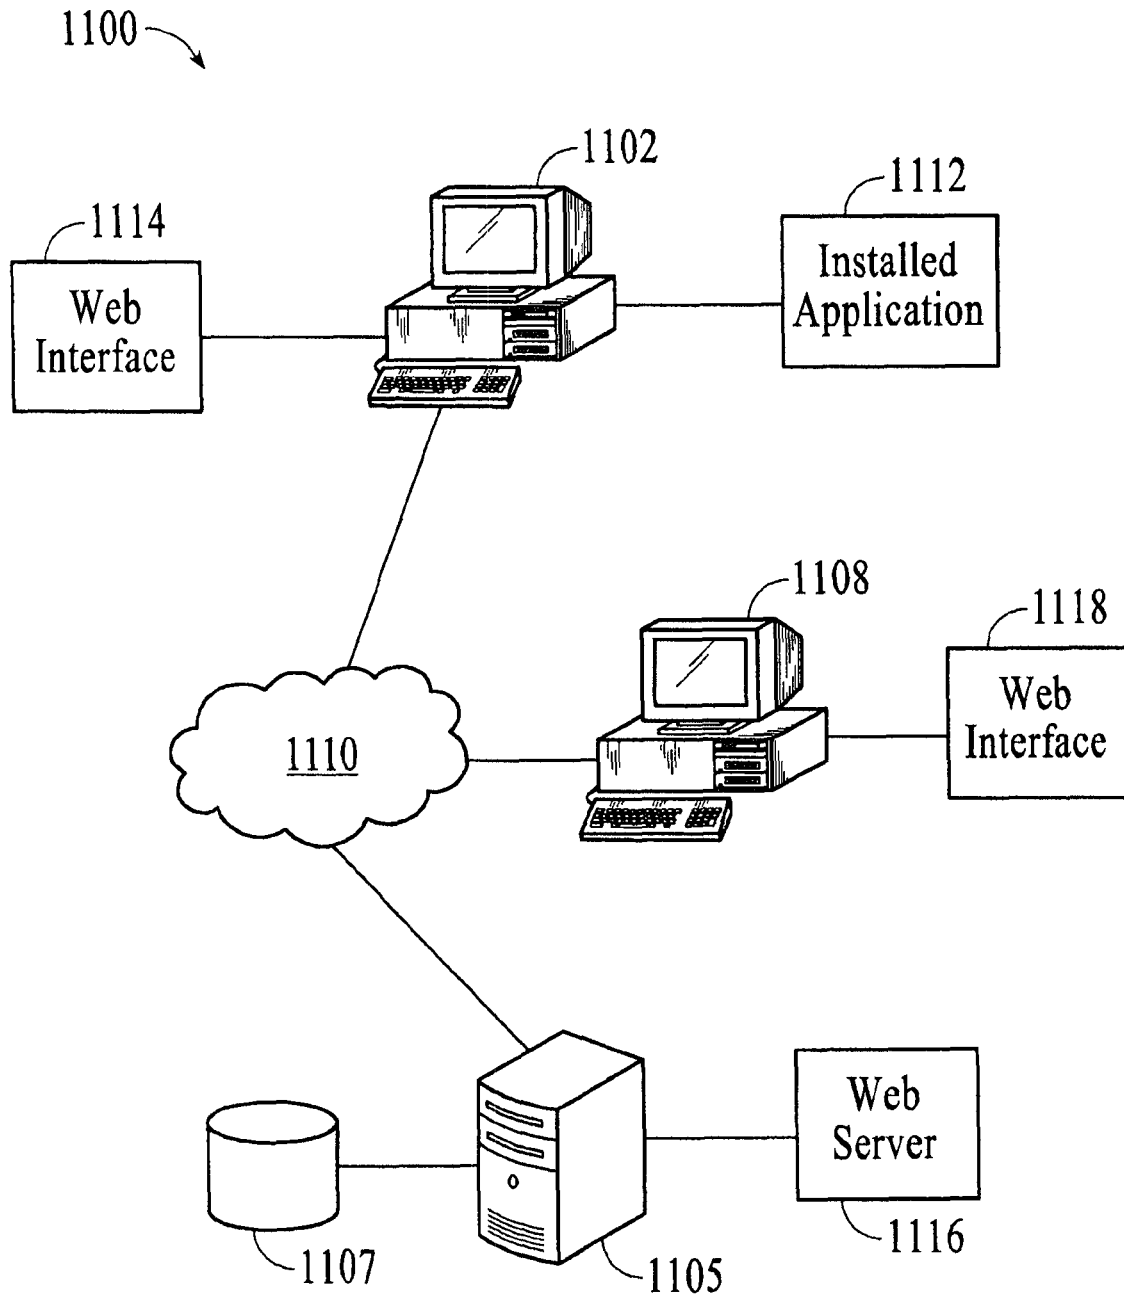 1100
1102
1112
1114
Installed
Application
Web
Interface
1108
1118
Web
Interface
1110
Web
Server
1116
1107
1105